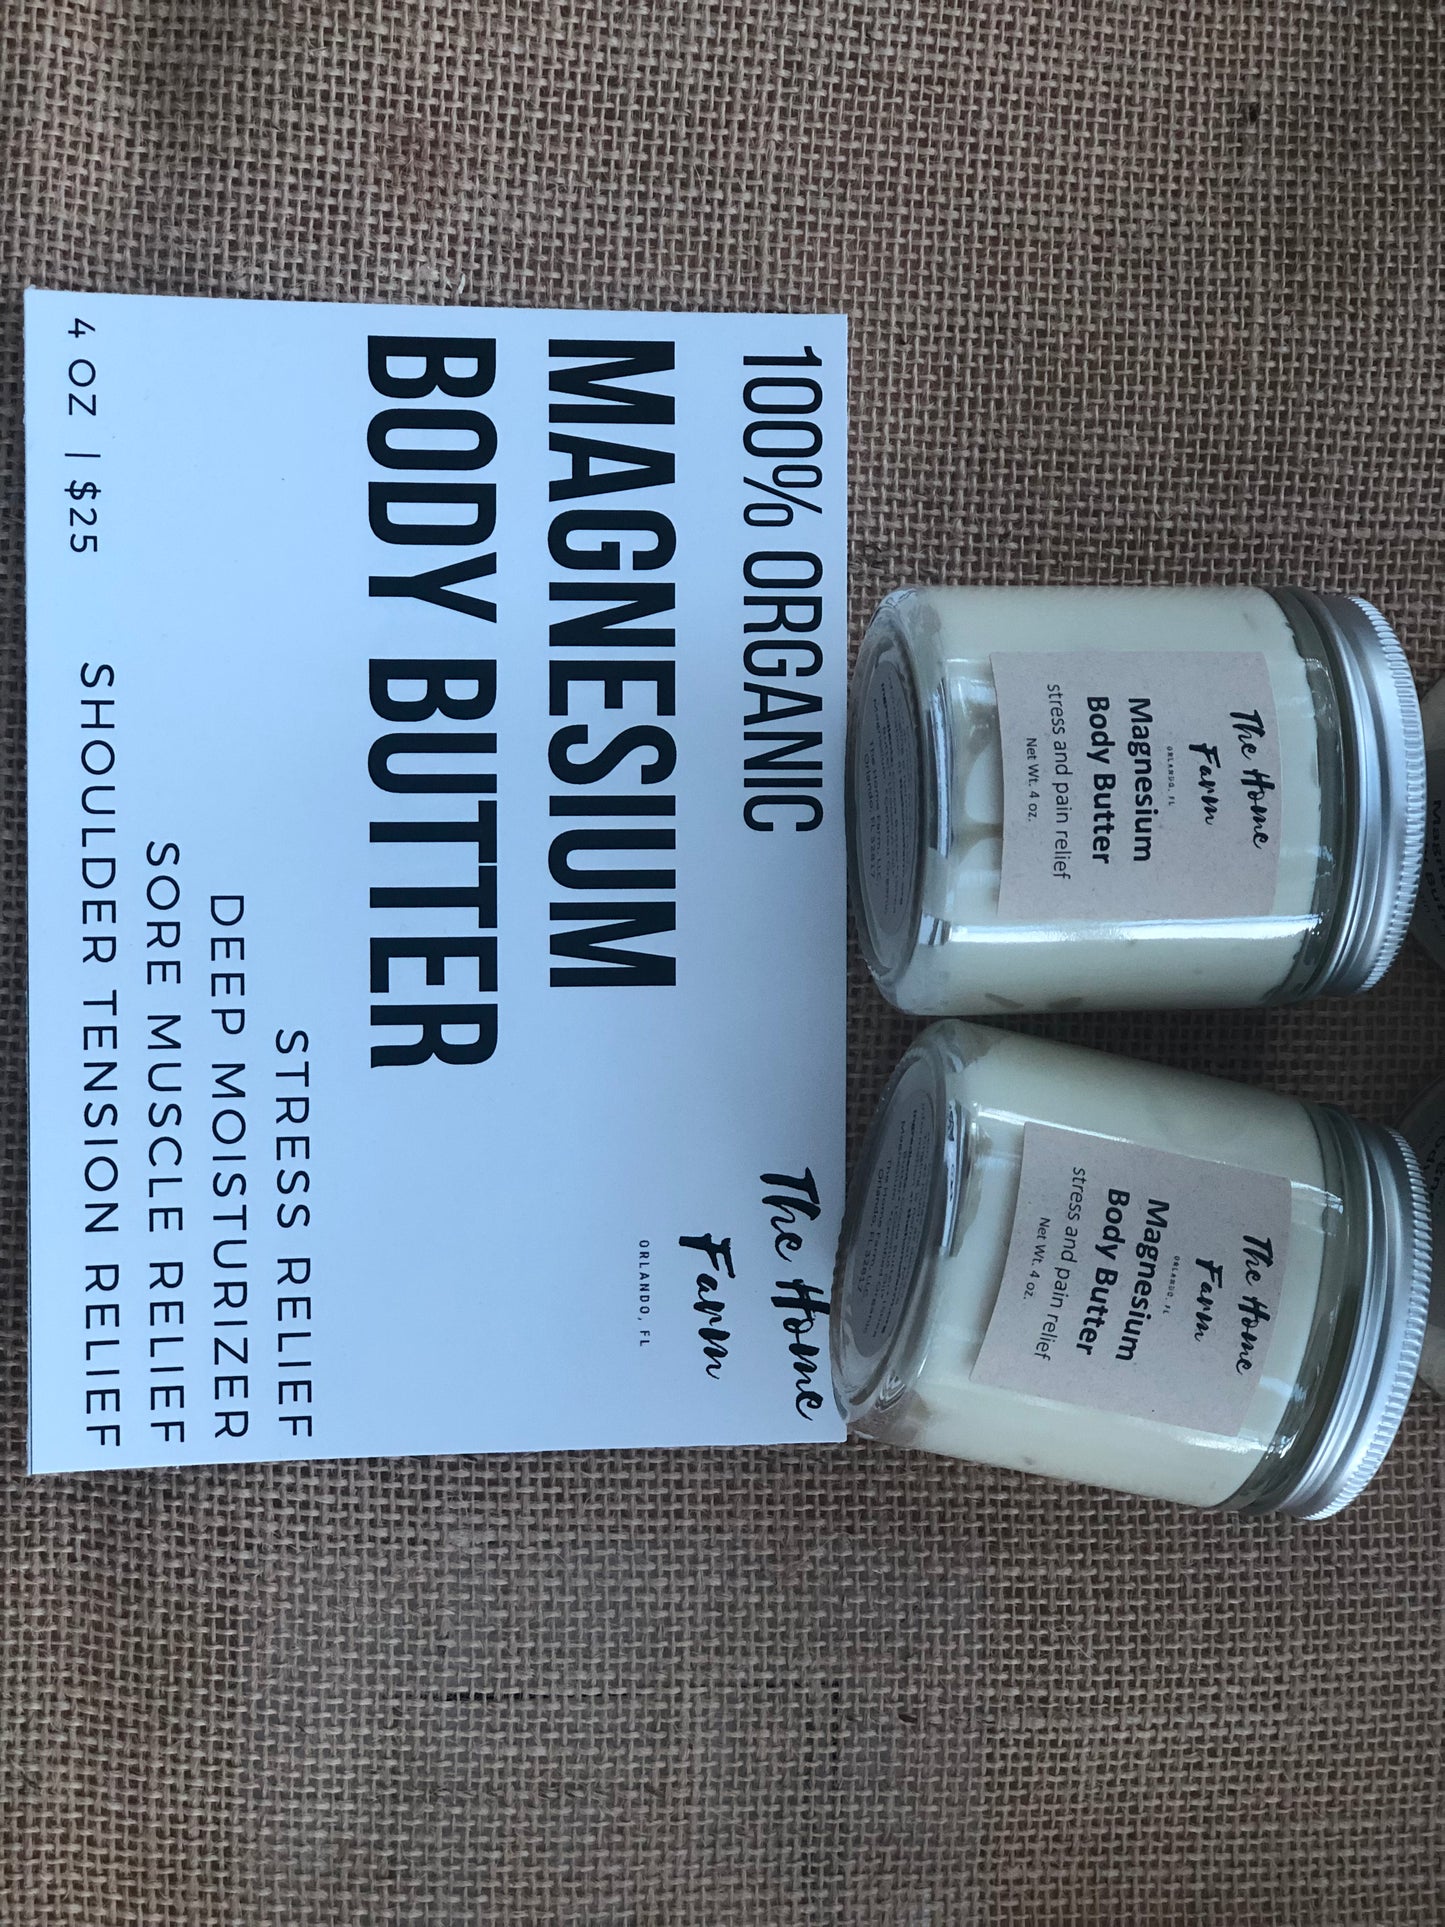 100% ORGANIC
MAGNESIUM
BODY BUTTER
The Home
Farm
ORLANDO, FL
STRESS RELIEF
DEEP MOISTURIZER
SORE MUSCLE RELIEF
4 OZ | $25
SHOULDER TENSION RELIEF
The Home
Farm
ORLANDO, FL
Magnesium
Body Butter
stress and pain relief
Net Wt. 4 oz.
The Home
Farm
ORLANDO, FL
Magnesium
Body Butter
stress and pain relief
Net Wt. 4 oz.